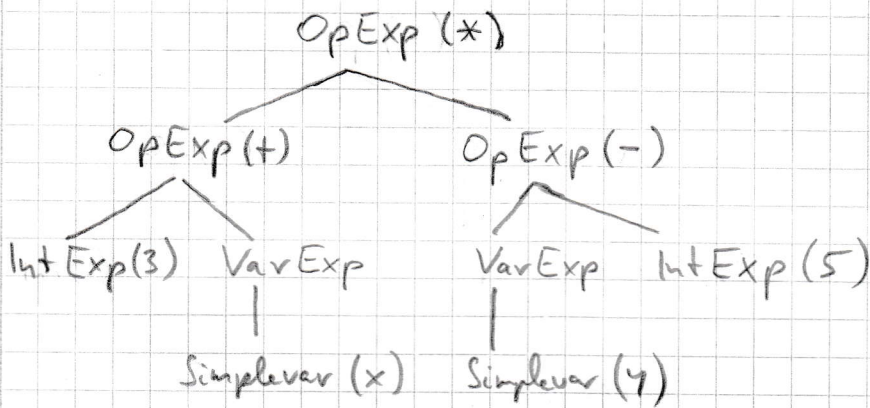 OpExp (*)
OpExp (+) OpExp (-)
IntExp (3) VarExp VarExp IntExp (5)
Simplevar (x) Simplevar (y)